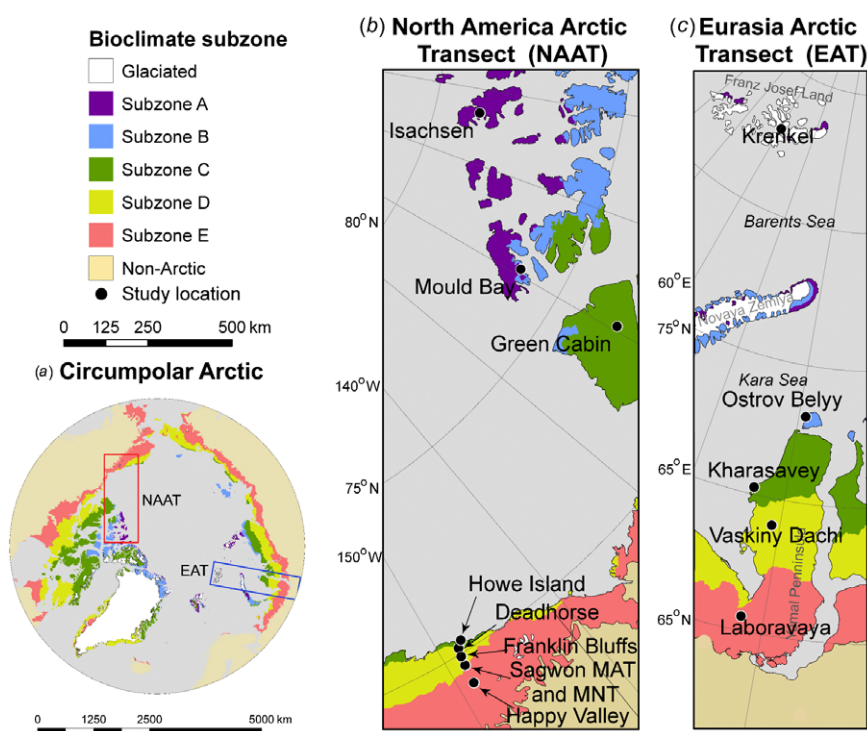 Bioclimate subzone
Glaciated
Subzone A
Subzone B
Subzone C
Subzone D
Subzone E
Non-Arctic
Study location
0 125 250 500 km
(a) Circumpolar Arctic
NAAT
EAT
0 1250 2500 5000 km
(b) North America Arctic
Transect (NAAT)
Isachsen
80°N
Mould Bay
Green Cabin
140°W
75°N
150°W
Howe Island
Deadhorse
Franklin Bluffs
Sagwon MAT
and MNT
Happy Valley
(c) Eurasia Arctic
Transect (EAT)
Franz Josef Land
Krenkel
Barents Sea
60°E
75°N
Novaya Zemlya
Kara Sea
Ostrov Belyy
65°E
Kharasavey
Vaskiny Dachi
65°N
Laborovaya